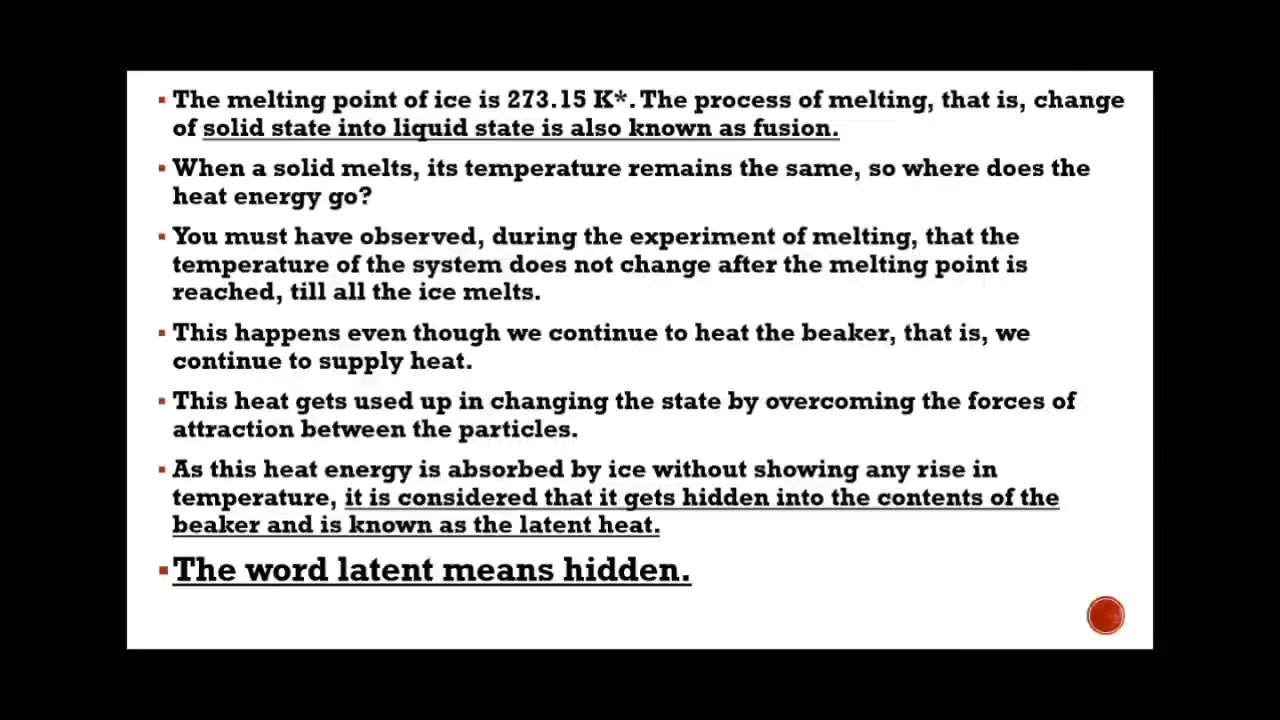 ▪ The melting point of ice is 273.15 K*. The process of melting, that is, change
of solid state into liquid state is also known as fusion.
▪ When a solid melts, its temperature remains the same, so where does the
heat energy go?
▪ You must have observed, during the experiment of melting, that the
temperature of the system does not change after the melting point is
reached, till all the ice melts.
▪ This happens even though we continue to heat the beaker, that is, we
continue to supply heat.
▪ This heat gets used up in changing the state by overcoming the forces of
attraction between the particles.
▪ As this heat energy is absorbed by ice without showing any rise in
temperature, it is considered that it gets hidden into the contents of the
beaker and is known as the latent heat.
▪ The word latent means hidden.